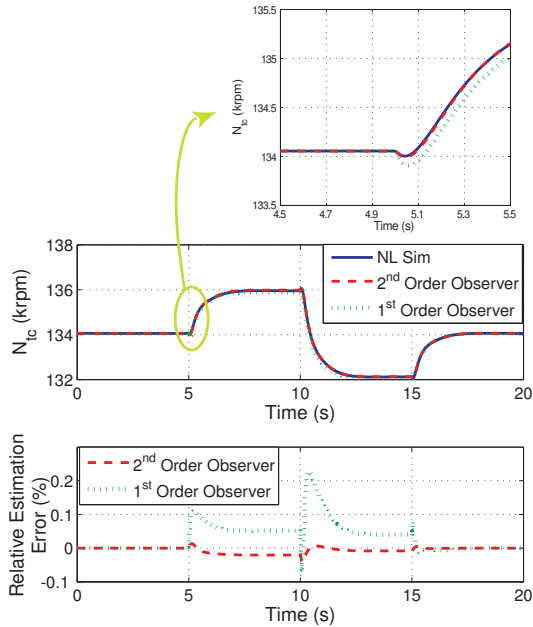 135.5
135
134.5
134
133.5
N_tc (krpm)
4.5 4.7 4.9 5.1 5.3 5.5
Time (s)
138
136
134
132
N_tc (krpm)
NL Sim
2nd Order Observer
1st Order Observer
0 5 10 15 20
Time (s)
0.2
0.1
0
-0.1
Relative Estimation
Error (%)
2nd Order Observer
1st Order Observer
0 5 10 15 20
Time (s)